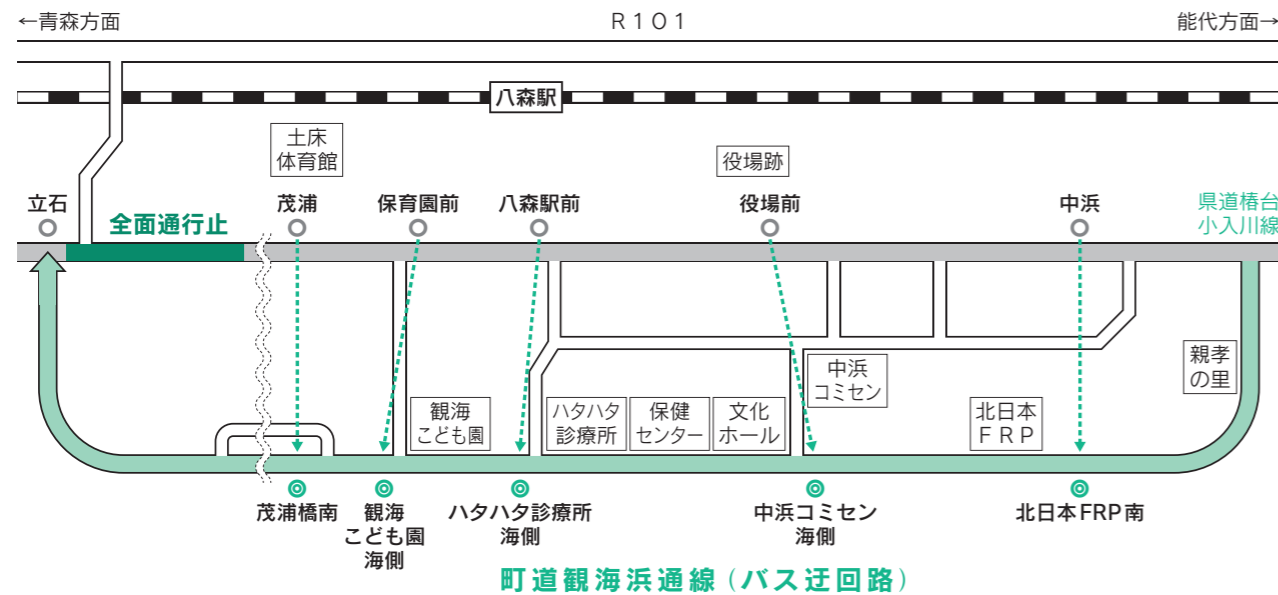 ←青森方面
R101
能代方面→
八森駅
土床
体育館
役場跡
立石
全面通行止
茂浦
保育園前
八森駅前
役場前
中浜
県道椿台
小入川線
親孝
の里
中浜
コミセン
観海
こども園
ハタハタ
診療所
保健
センター
文化
ホール
北日本
FRP
茂浦橋南
観海
こども園
海側
ハタハタ診療所
海側
中浜コミセン
海側
北日本FRP南
町道観海浜通線(バス迂回路)